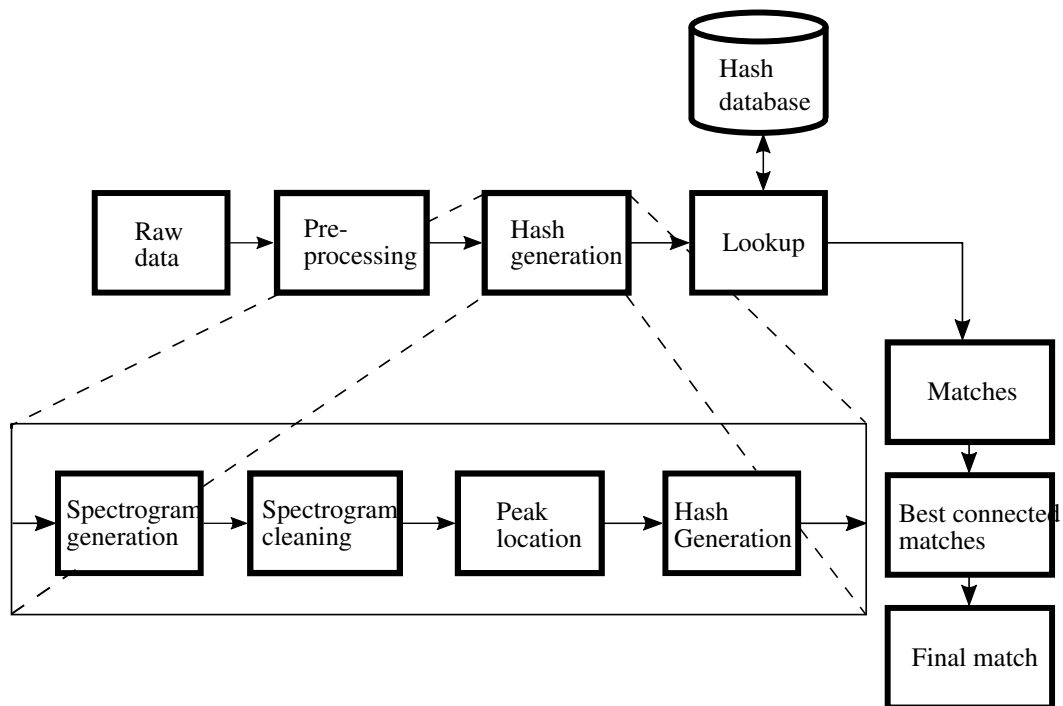 Hash
database
Raw
data
Pre-
processing
Hash
generation
Lookup
Matches
Spectrogram
generation
Spectrogram
cleaning
Peak
location
Hash
Generation
Best connected
matches
Final match